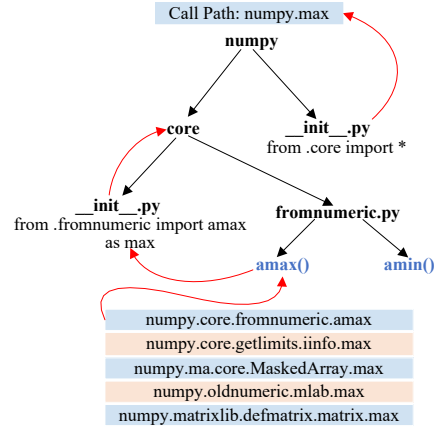 Call Path: numpy.max
numpy
core
__init__.py
from .core import *
__init__.py
from .fromnumeric import amax
as max
fromnumeric.py
amax()
amin()
numpy.core.fromnumeric.amax
numpy.core.getlimits.iinfo.max
numpy.ma.core.MaskedArray.max
numpy.oldnumeric.mlab.max
numpy.matrixlib.defmatrix.matrix.max